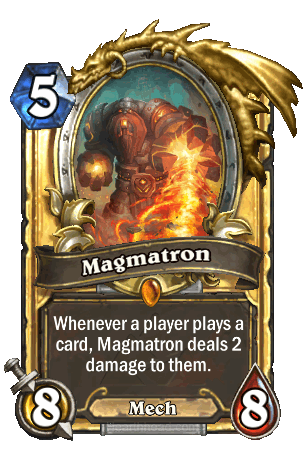 5
Magmatron
Whenever a player plays a
card, Magmatron deals 2
damage to them.
8
Mech
8